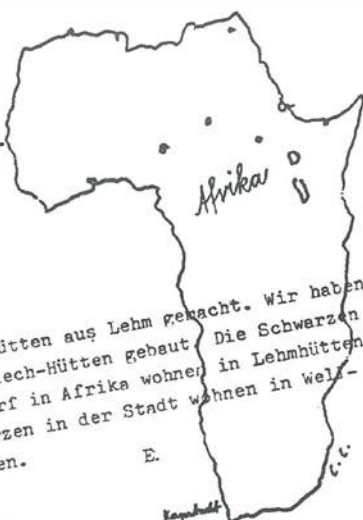 Afrika
ütten aus Lehm gemacht. Wir haben
lech-Hütten gebaut. Die Schwarzen
rf in Afrika wohnen in Lehmhütten
rzen in der Stadt wohnen in Well-
en. E.
Kapstadt